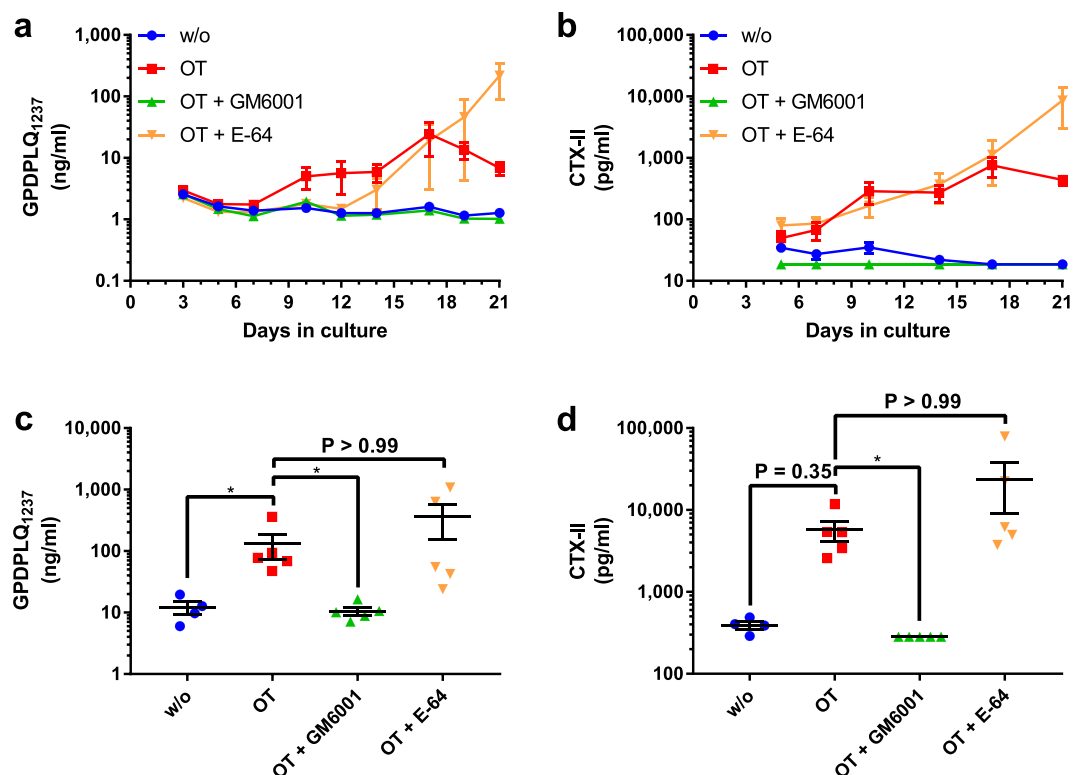 a
w/o
OT
OT + GM6001
OT + E-64
GPDPLQ1237
(ng/ml)
1,000
100
10
1
0.1
0 3 6 9 12 15 18 21
Days in culture
b
w/o
OT
OT + GM6001
OT + E-64
CTX-II
(pg/ml)
100,000
10,000
1,000
100
10
0 3 6 9 12 15 18 21
Days in culture
c
GPDPLQ1237
(ng/ml)
10,000
1,000
100
10
1
P > 0.99
*
*
w/o
OT
OT + GM6001
OT + E-64
d
CTX-II
(pg/ml)
100,000
10,000
1,000
100
P > 0.99
P = 0.35
*
w/o
OT
OT + GM6001
OT + E-64